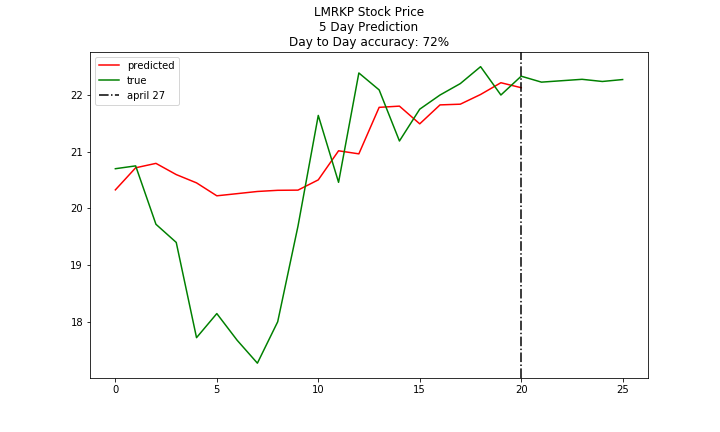 LMRKP Stock Price
5 Day Prediction
Day to Day accuracy: 72%
predicted
true
april 27
22
21
20
19
18
0 5 10 15 20 25